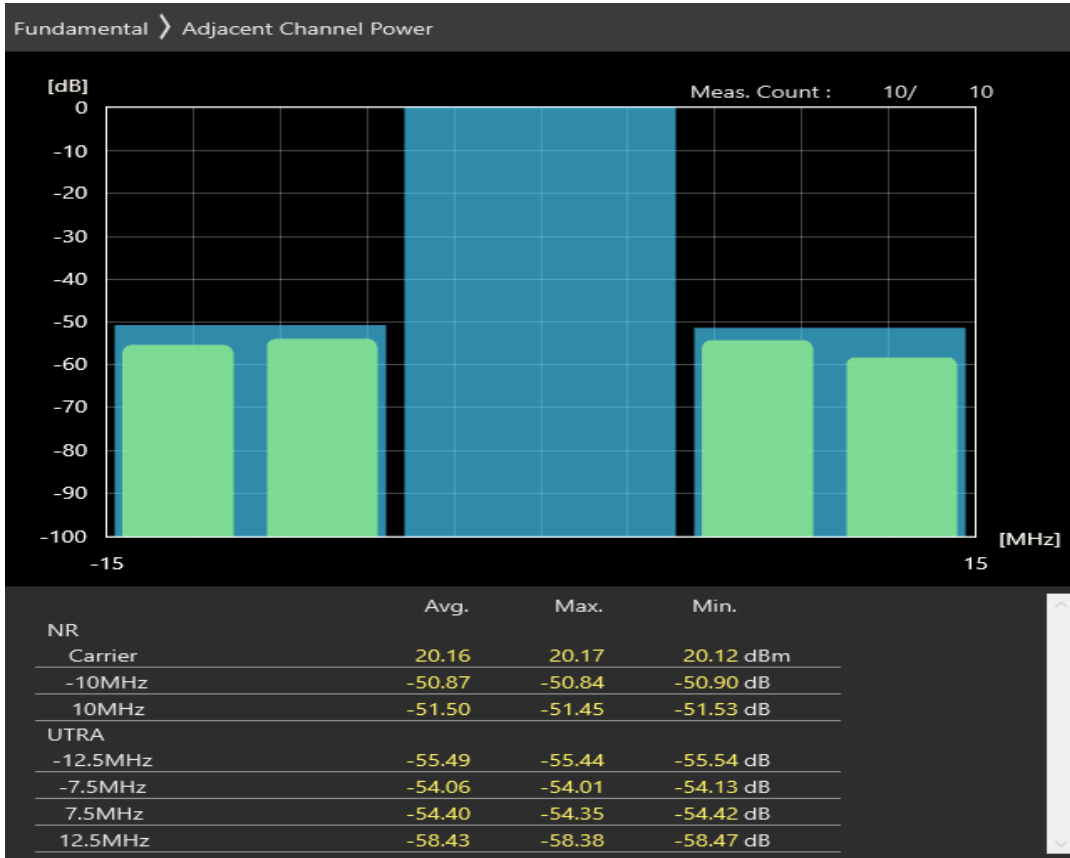 Fundamental ❯ Adjacent Channel Power
[dB]
Meas. Count : 10/ 10
0
-10
-20
-30
-40
-50
-60
-70
-80
-90
-100
[MHz]
-15 15
Avg. Max. Min.
NR
Carrier 20.16 20.17 20.12 dBm
-10MHz -50.87 -50.84 -50.90 dB
10MHz -51.50 -51.45 -51.53 dB
UTRA
-12.5MHz -55.49 -55.44 -55.54 dB
-7.5MHz -54.06 -54.01 -54.13 dB
7.5MHz -54.40 -54.35 -54.42 dB
12.5MHz -58.43 -58.38 -58.47 dB